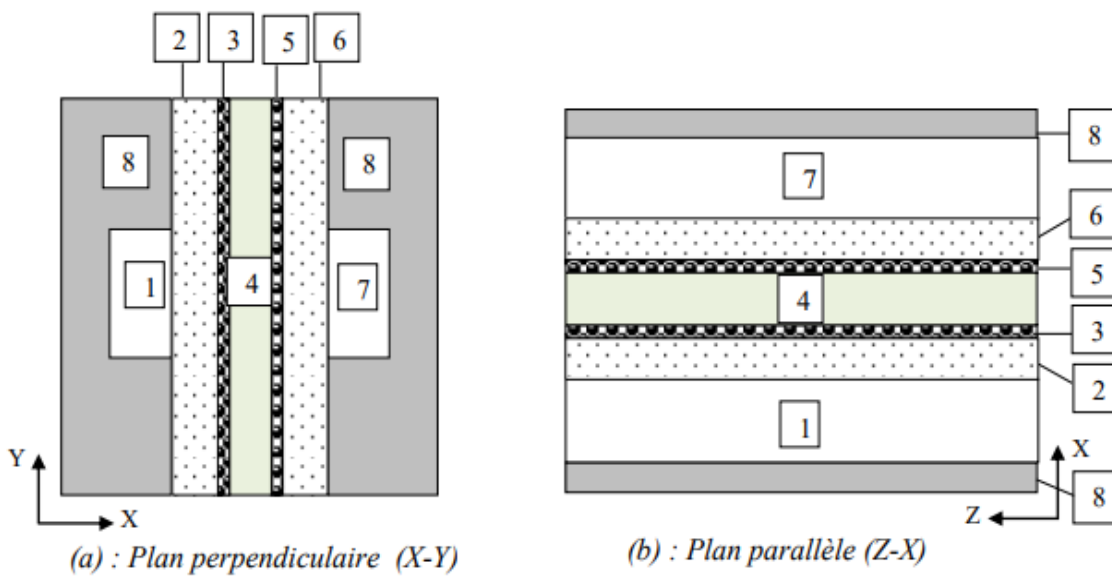 2 3 5 6
8 8
1 4 7
Y
X
(a) : Plan perpendiculaire (X-Y)
8
7
6
5
4
3
2
1
X
Z
8
(b) : Plan parallèle (Z-X)